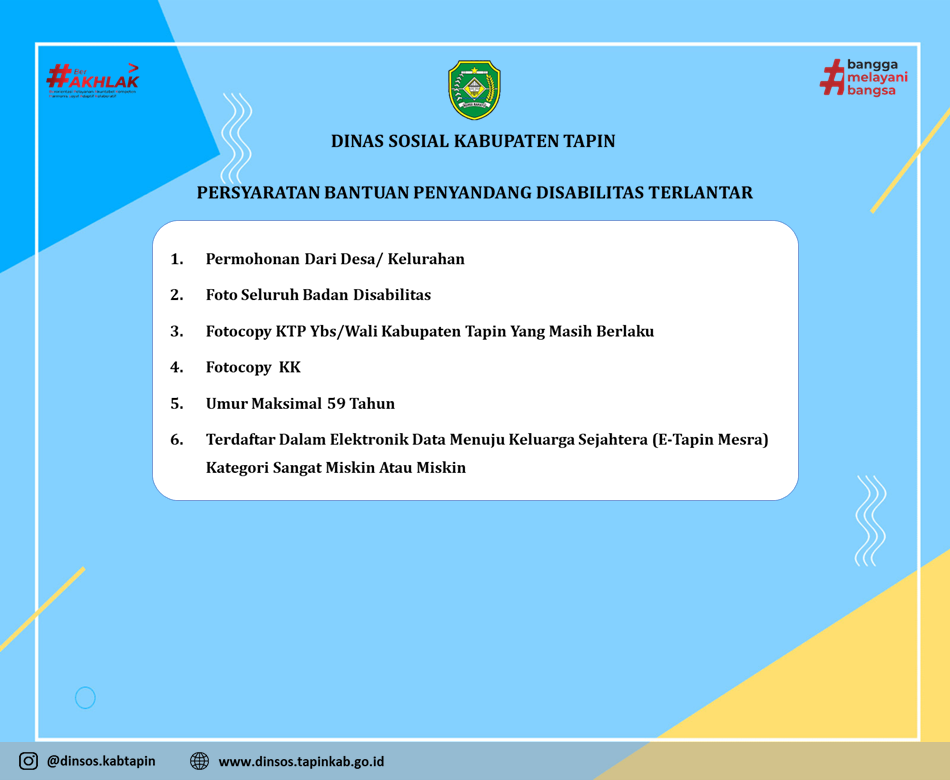 #AKHLAK
bangga
melayani
bangsa
DINAS SOSIAL KABUPATEN TAPIN
PERSYARATAN BANTUAN PENYANDANG DISABILITAS TERLANTAR
1. Permohonan Dari Desa/ Kelurahan
2. Foto Seluruh Badan Disabilitas
3. Fotocopy KTP Ybs/Wali Kabupaten Tapin Yang Masih Berlaku
4. Fotocopy KK
5. Umur Maksimal 59 Tahun
6. Terdaftar Dalam Elektronik Data Menuju Keluarga Sejahtera (E-Tapin Mesra)
Kategori Sangat Miskin Atau Miskin
@dinsos.kabtapin
www.dinsos.tapinkab.go.id